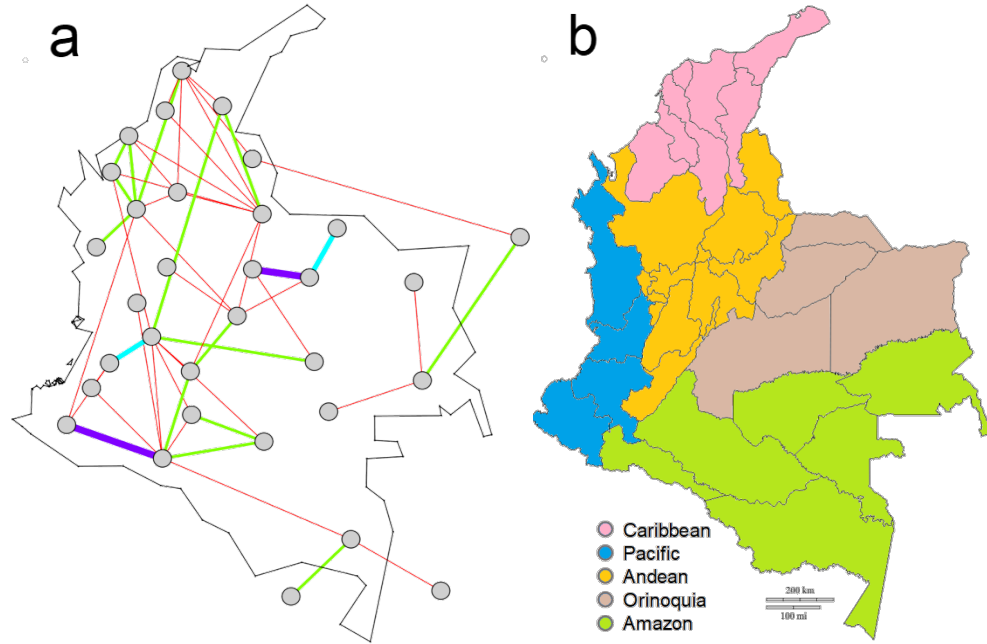 a
b
Caribbean
Pacific
Andean
Orinoquia
Amazon
200 km
100 mi